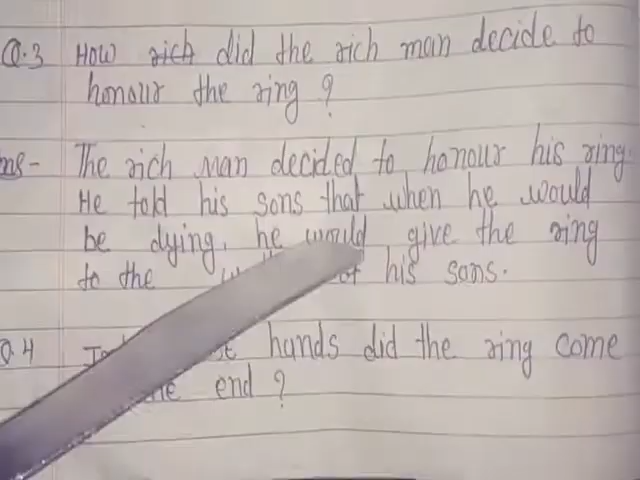 Q.3 How rich did the rich man decide to
honour the ring ?
ns- The rich man decided to honour his ring.
He told his sons that when he would
be dying, he would give the ring
to the of his sons.
Q.4 hands did the ring come
end ?